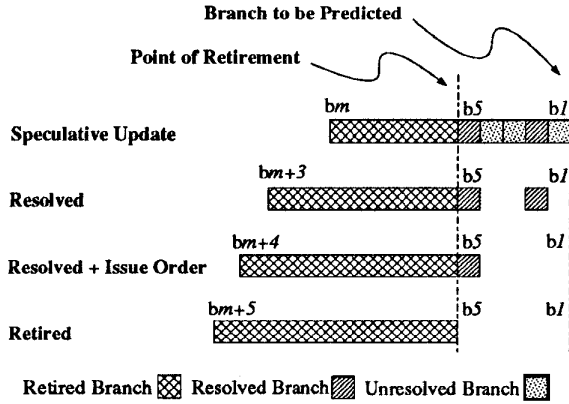 Branch to be Predicted
Point of Retirement
bm b5 b1
Speculative Update
bm+3 b5 b1
Resolved
bm+4 b5 b1
Resolved + Issue Order
bm+5 b5 b1
Retired
Retired Branch Resolved Branch Unresolved Branch